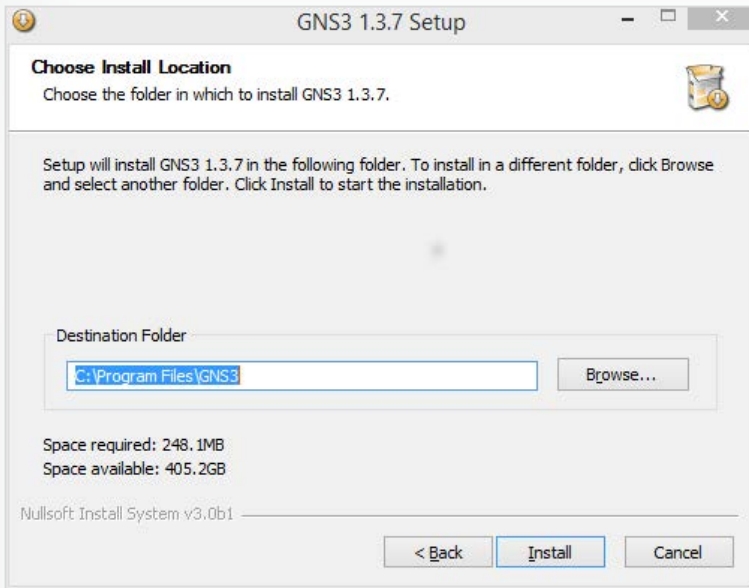 GNS3 1.3.7 Setup
Choose Install Location
Choose the folder in which to install GNS3 1.3.7.
Setup will install GNS3 1.3.7 in the following folder. To install in a different folder, click Browse
and select another folder. Click Install to start the installation.
Destination Folder
C:\Program Files\GNS3
Browse...
Space required: 248.1MB
Space available: 405.2GB
Nullsoft Install System v3.0b1
< Back
Install
Cancel